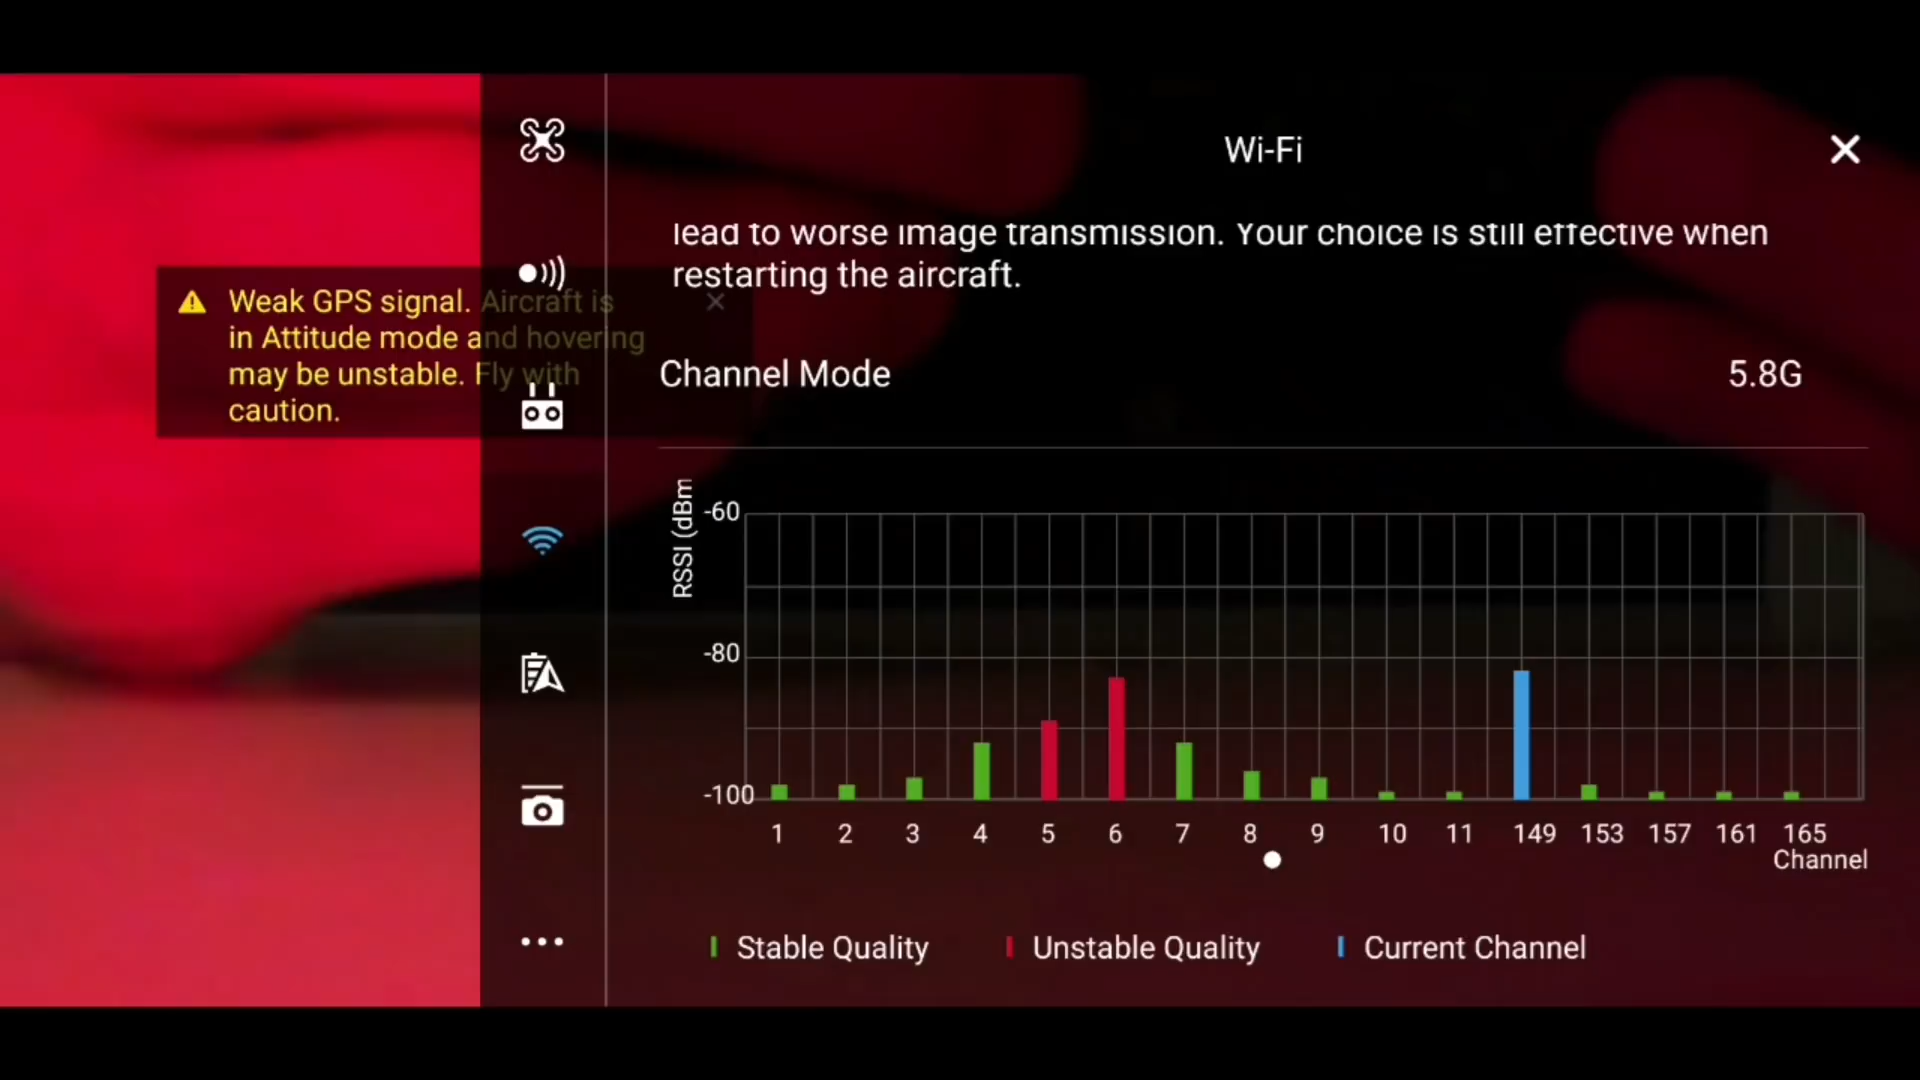 Wi-Fi
lead to worse image transmission. Your choice is still effective when
restarting the aircraft.
Weak GPS signal. Aircraft is
in Attitude mode and hovering
may be unstable. Fly with
caution.
Channel Mode
5.8G
RSSI (dBm
-60
-80
-100
1 2 3 4 5 6 7 8 9 10 11 149 153 157 161 165
Channel
Stable Quality Unstable Quality Current Channel